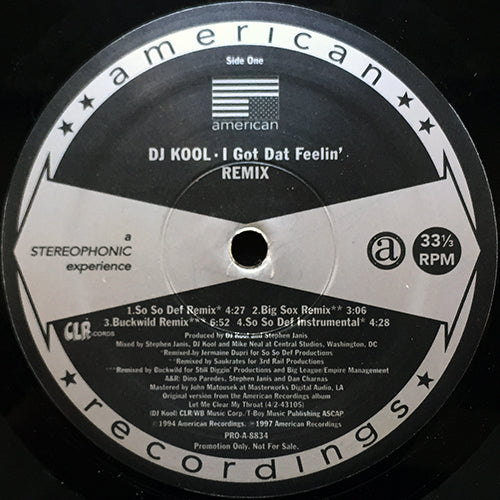 american
Side One
american
DJ KOOL · I Got Dat Feelin'
REMIX
a
STEREOPHONIC
experience
a
33⅓
RPM
1.So So Def Remix* 4:27 2.Big Sox Remix** 3:06
3.Buckwild Remix*** 6:52 4.So So Def Instrumental* 4:28
CLR RECORDS
Produced by DJ Kool and Stephen Janis
Mixed by Stephen Janis, DJ Kool and Mike Neal at Central Studios, Washington, DC
*Remixed by Jermaine Dupri for So So Def Productions
**Remixed by Saukrates for 3rd Rail Productions
***Remixed by Buckwild for Still Diggin' Productions and Big League Empire Management
A&R: Dino Paredes, Stephen Janis and Dan Charnas
Mastered by John Matousek at Masterworks Digital Audio, LA
Original version from the American Recordings album
Let Me Clear My Throat (4/2-43105)
(DJ Kool) CLR/WB Music Corp./T-Boy Music Publishing ASCAP
© 1994 American Recordings. ℗1997 American Recordings
PRO-A-8834
Promotion Only. Not For Sale.
recordings